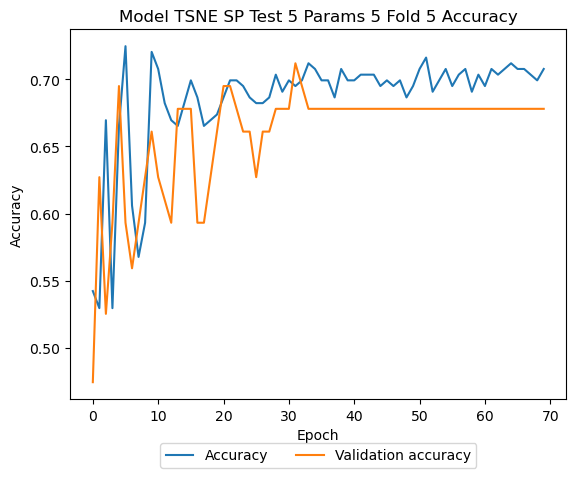 Model TSNE SP Test 5 Params 5 Fold 5 Accuracy
Accuracy
0.70
0.65
0.60
0.55
0.50
0 10 20 30 40 50 60 70
Epoch
Accuracy Validation accuracy